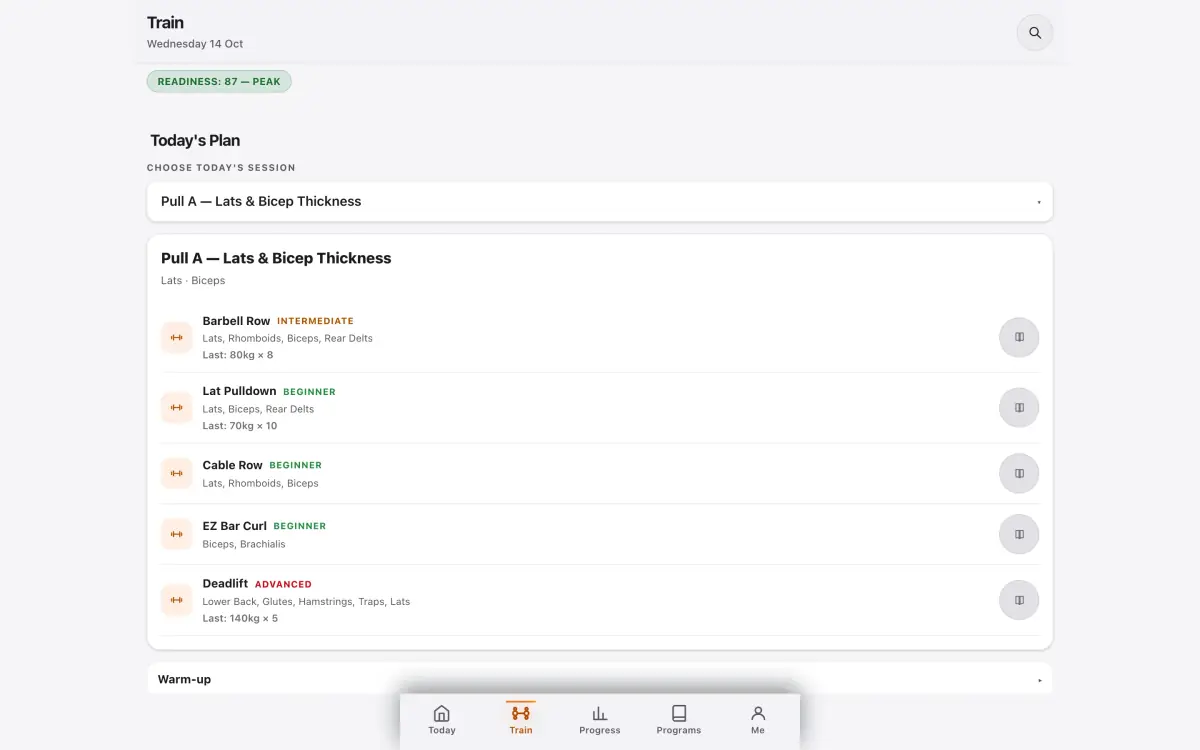 Train
Wednesday 14 Oct
READINESS: 87 — PEAK
Today's Plan
CHOOSE TODAY'S SESSION
Pull A — Lats & Bicep Thickness
Pull A — Lats & Bicep Thickness
Lats · Biceps
Barbell Row INTERMEDIATE
Lats, Rhomboids, Biceps, Rear Delts
Last: 80kg × 8
Lat Pulldown BEGINNER
Lats, Biceps, Rear Delts
Last: 70kg × 10
Cable Row BEGINNER
Lats, Rhomboids, Biceps
EZ Bar Curl BEGINNER
Biceps, Brachialis
Deadlift ADVANCED
Lower Back, Glutes, Hamstrings, Traps, Lats
Last: 140kg × 5
Warm-up
Today Train Progress Programs Me